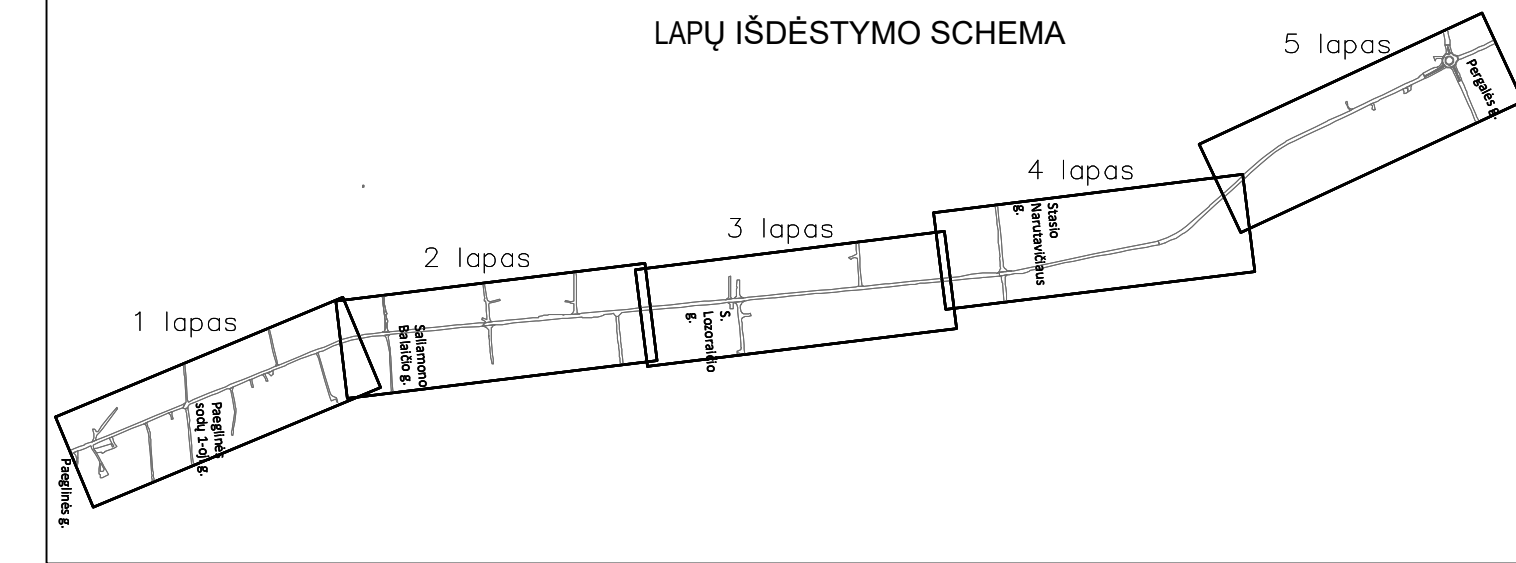 LAPŲ IŠDĖSTYMO SCHEMA
5 lapas
Pergalės g.
4 lapas
Stasio
Narutavičiaus
g.
3 lapas
S.
Lozoraičio
g.
2 lapas
Saliamono
Balaičio g.
1 lapas
Paeglinės
sodų 1-oji g.
Paeglinės g.